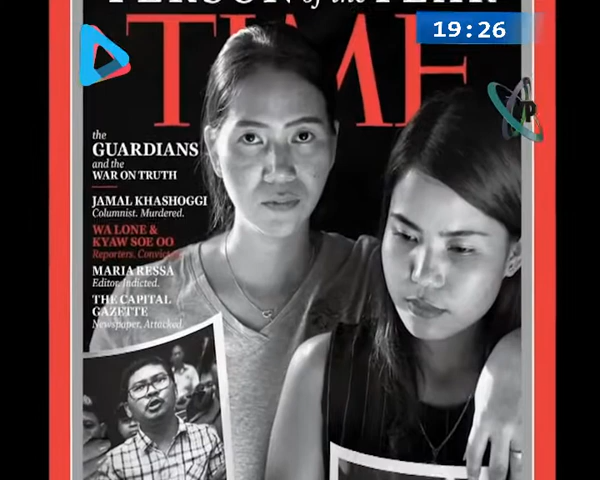 PERSON of the YEAR
19:26
TIME
P
the
GUARDIANS
and the
WAR ON TRUTH
JAMAL KHASHOGGI
Columnist. Murdered.
WA LONE &
KYAW SOE OO
Reporters. Convicted.
MARIA RESSA
Editor. Indicted.
THE CAPITAL
GAZETTE
Newspaper. Attacked.